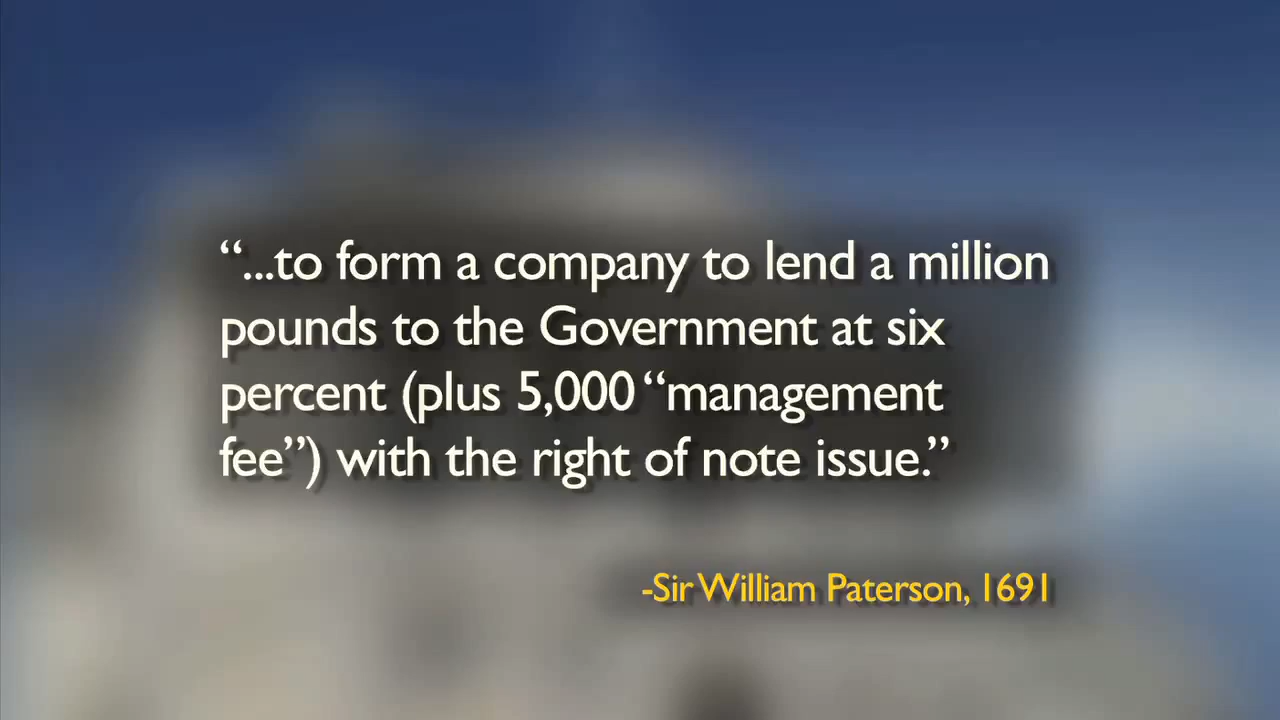 “...to form a company to lend a million
pounds to the Government at six
percent (plus 5,000 “management
fee”) with the right of note issue.”
-Sir William Paterson, 1691